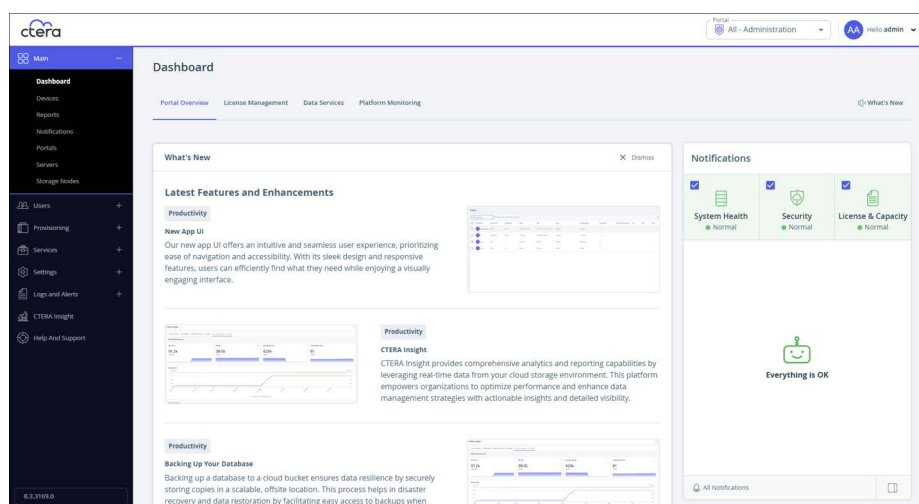 ctera
Portal
All - Administration
AA
Hello admin
Main
Dashboard
Devices
Reports
Notifications
Portals
Servers
Storage Nodes
Users
Provisioning
Services
Settings
Logs and Alerts
CTERA Insight
Help And Support
8.3.3169.0
Dashboard
Portal Overview
License Management
Data Services
Platform Monitoring
What's New
What's New
Dismiss
Latest Features and Enhancements
Productivity
New App UI
Our new app UI offers an intuitive and seamless user experience, prioritizing
ease of navigation and accessibility. With its sleek design and responsive
features, users can efficiently find what they need while enjoying a visually
engaging interface.
Productivity
CTERA Insight
CTERA Insight provides comprehensive analytics and reporting capabilities by
leveraging real-time data from your cloud storage environment. This platform
empowers organizations to optimize performance and enhance data
management strategies with actionable insights and detailed visibility.
Productivity
Backing Up Your Database
Backing up a database to a cloud bucket ensures data resilience by securely
storing copies in a scalable, offsite location. This process helps in disaster
recovery and data restoration by facilitating easy access to backups when
Notifications
System Health
Normal
Security
Normal
License & Capacity
Normal
Everything is OK
All Notifications